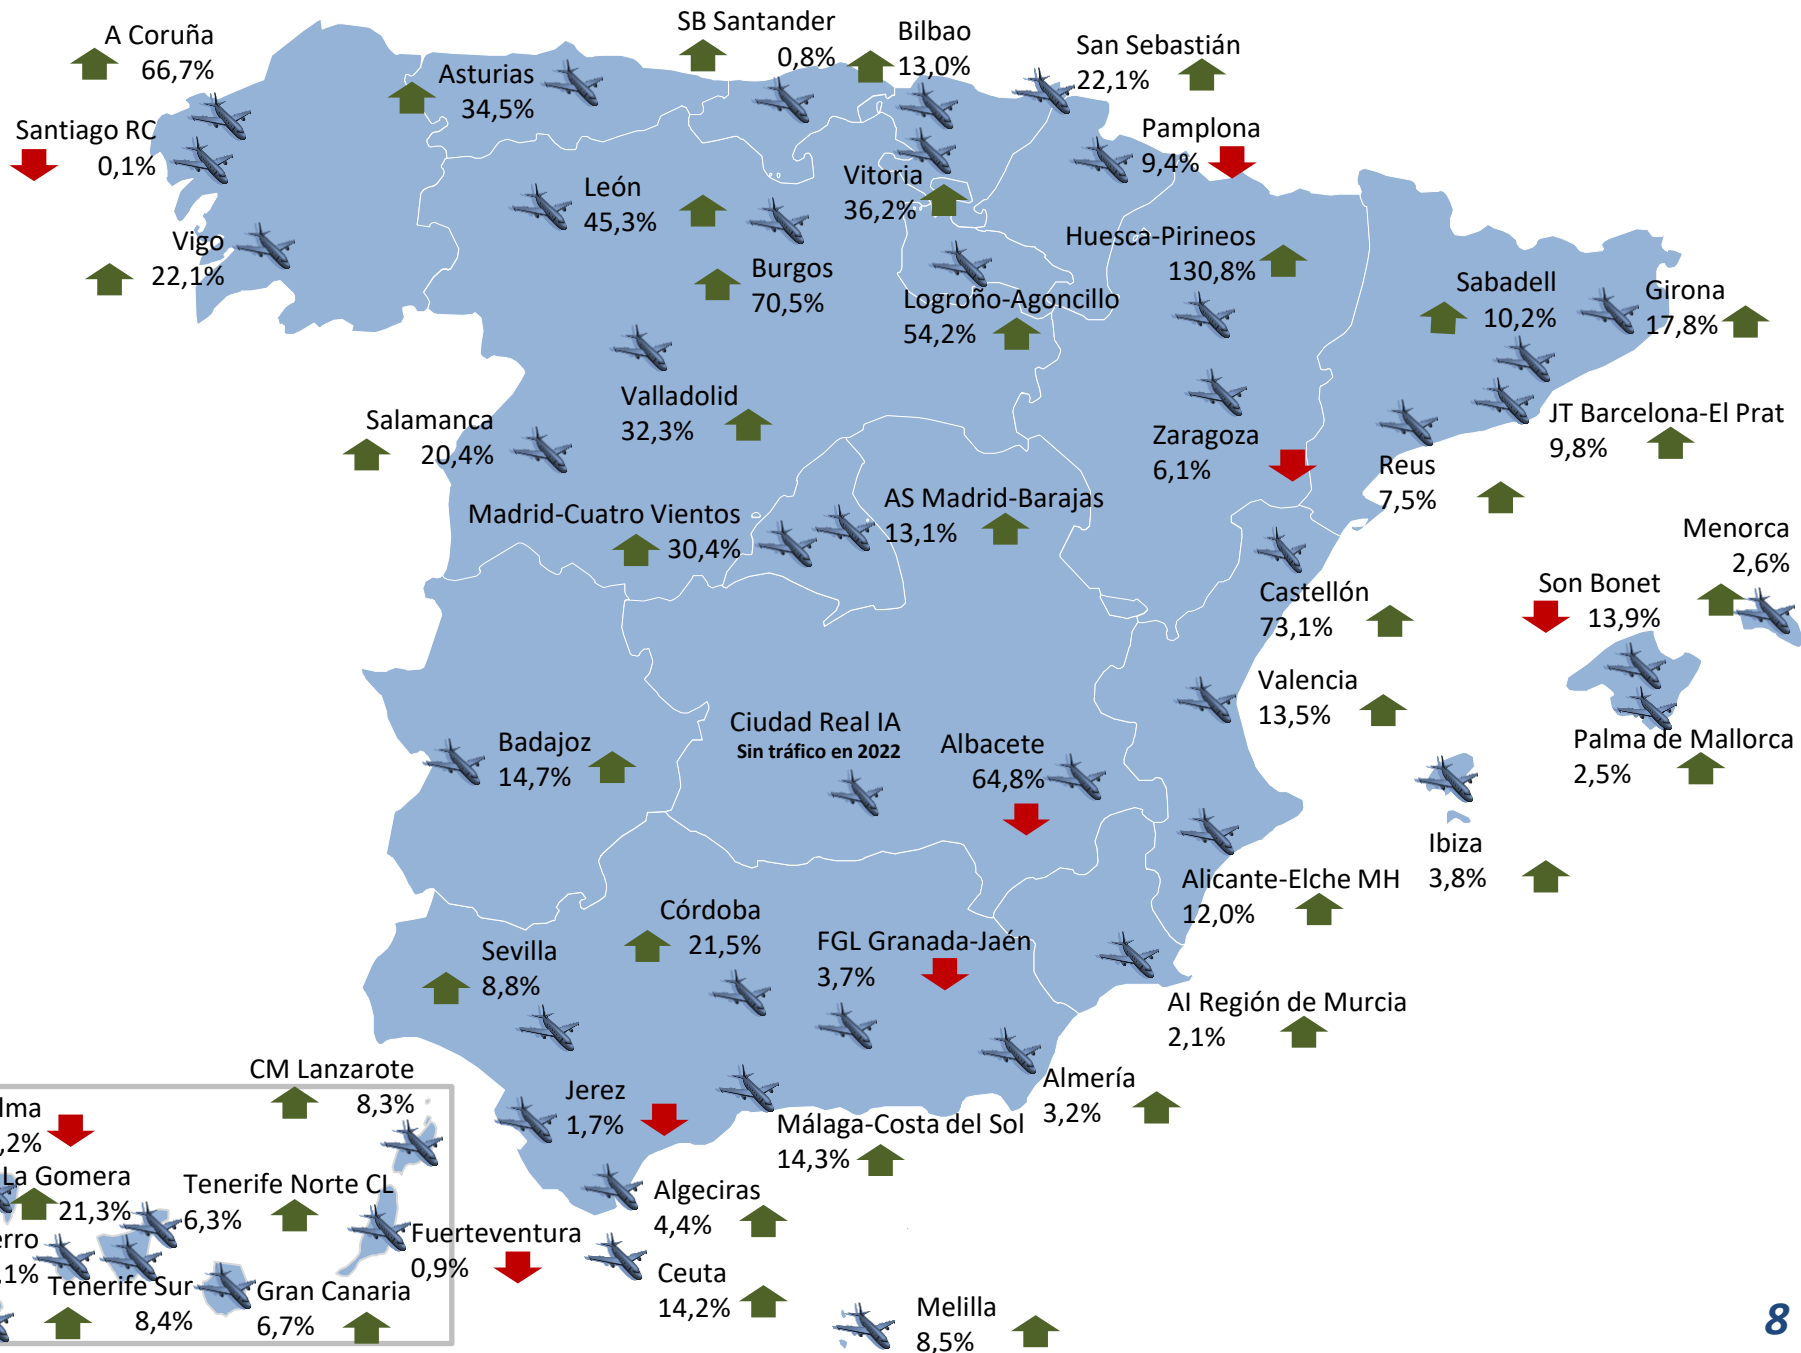 A Coruña
66,7%
SB Santander
0,8%
Bilbao
13,0%
San Sebastián
22,1%
Asturias
34,5%
Santiago RC
0,1%
Pamplona
9,4%
León
45,3%
Vitoria
36,2%
Vigo
22,1%
Burgos
70,5%
Huesca-Pirineos
130,8%
Logroño-Agoncillo
54,2%
Sabadell
10,2%
Girona
17,8%
Valladolid
32,3%
Salamanca
20,4%
Zaragoza
6,1%
JT Barcelona-El Prat
9,8%
Reus
7,5%
Madrid-Cuatro Vientos
30,4%
AS Madrid-Barajas
13,1%
Menorca
2,6%
Son Bonet
13,9%
Castellón
73,1%
Valencia
13,5%
Palma de Mallorca
2,5%
Ciudad Real IA
Sin tráfico en 2022
Badajoz
14,7%
Albacete
64,8%
Ibiza
3,8%
Alicante-Elche MH
12,0%
Córdoba
21,5%
FGL Granada-Jaén
3,7%
Sevilla
8,8%
AI Región de Murcia
2,1%
CM Lanzarote
8,3%
Jerez
1,7%
Almería
3,2%
Málaga-Costa del Sol
14,3%
lma
,2%
La Gomera
21,3%
Tenerife Norte CL
6,3%
Algeciras
4,4%
Fuerteventura
0,9%
erro
,1%
Tenerife Sur
8,4%
Gran Canaria
6,7%
Ceuta
14,2%
Melilla
8,5%
8